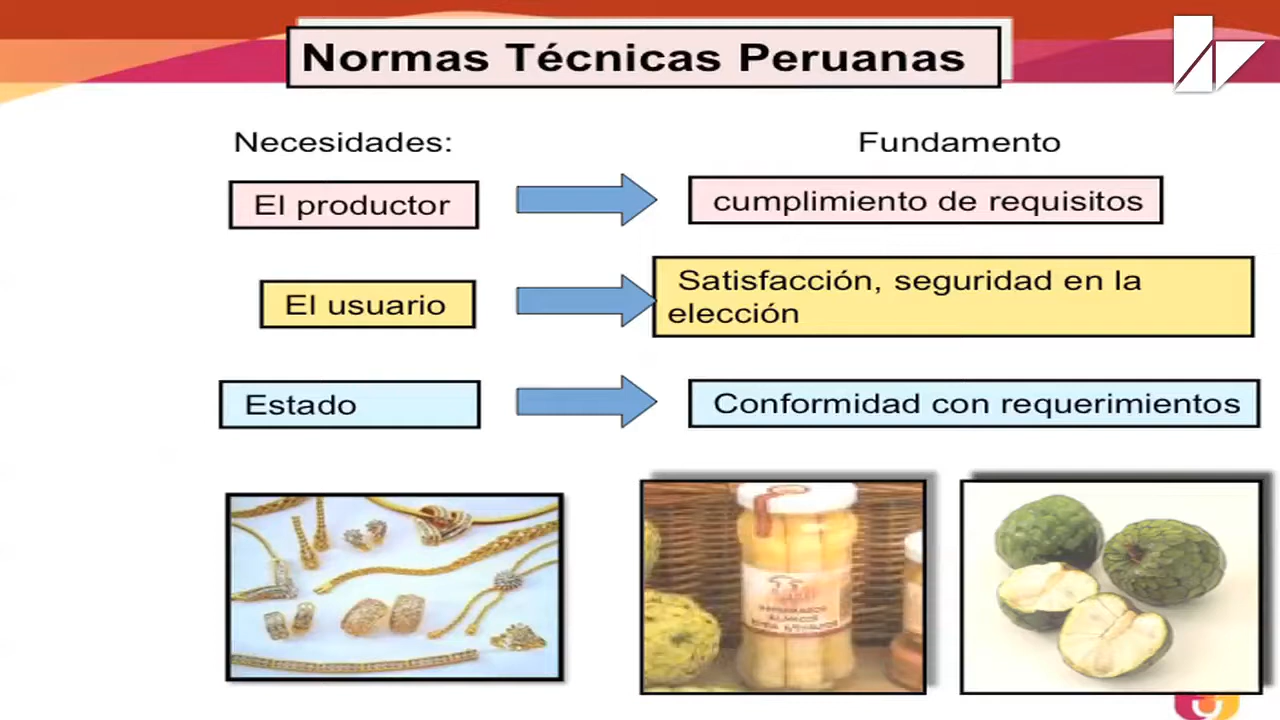 Normas Técnicas Peruanas
Necesidades:
Fundamento
El productor
cumplimiento de requisitos
El usuario
Satisfacción, seguridad en la
elección
Estado
Conformidad con requerimientos